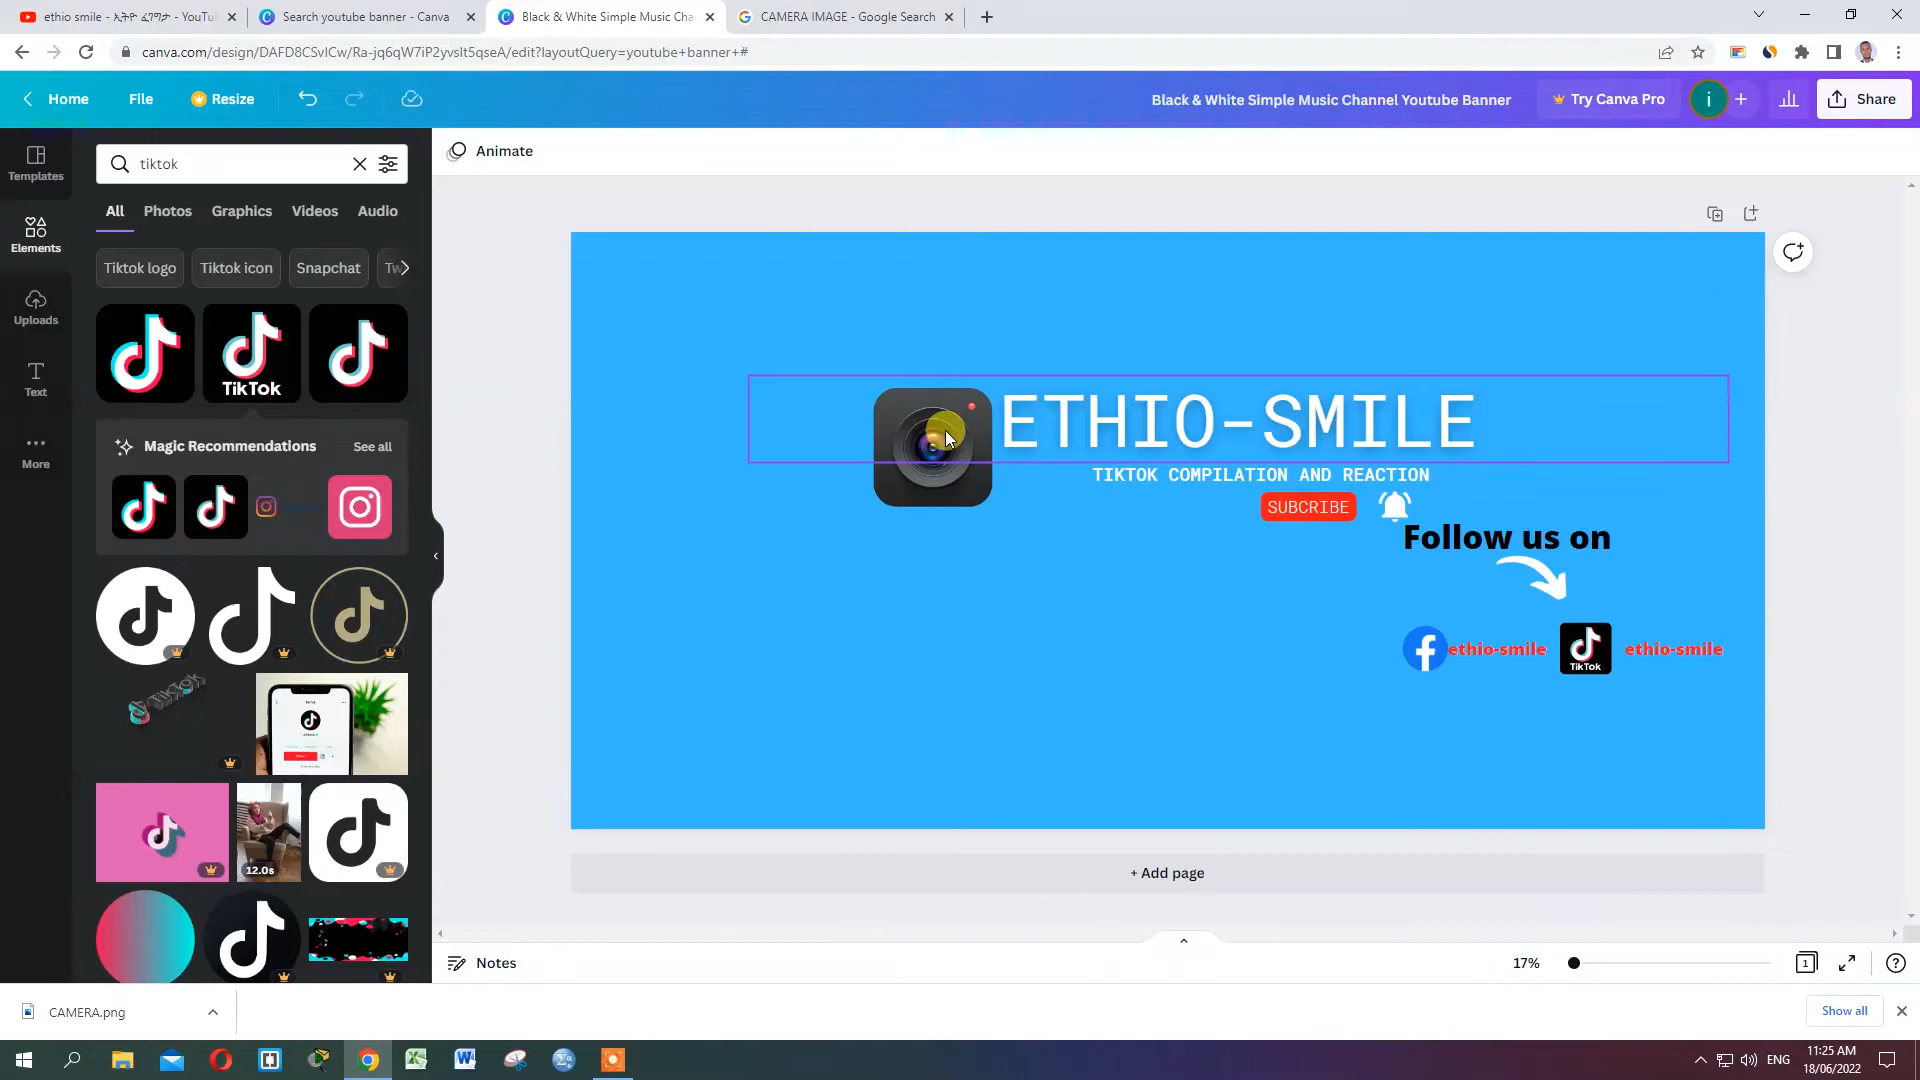 ethio smile - ኢትዮ ፈገግታ - YouTu
Search youtube banner - Canva
Black & White Simple Music Cha
CAMERA IMAGE - Google Search
canva.com/design/DAFD8CSvlCw/Ra-jq6qW7iP2yvslt5qseA/edit?layoutQuery=youtube+banner+#
Home
File
Resize
Black & White Simple Music Channel Youtube Banner
Try Canva Pro
i
Share
Templates
Elements
Uploads
Text
More
tiktok
All
Photos
Graphics
Videos
Audio
Tiktok logo
Tiktok icon
Snapchat
Tw
TikTok
Magic Recommendations
See all
12.0s
Animate
ETHIO-SMILE
TIKTOK COMPILATION AND REACTION
SUBCRIBE
Follow us on
ethio-smile
TikTok
ethio-smile
+ Add page
Notes
17%
1
CAMERA.png
Show all
ENG
11:25 AM
18/06/2022